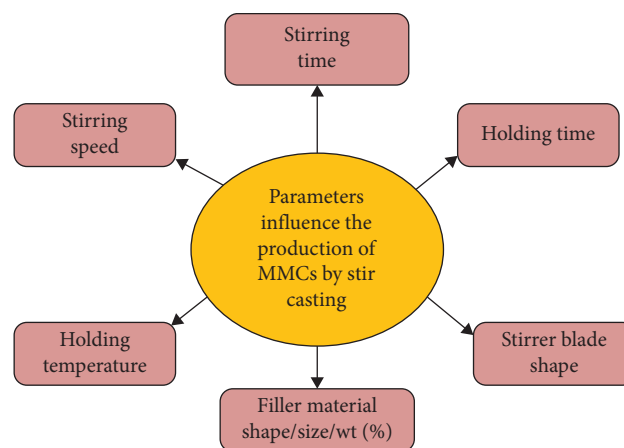 Stirring
time
Stirring
speed
Holding time
Parameters
influence the
production of
MMCs by stir
casting
Holding
temperature
Stirrer blade
shape
Filler material
shape/size/wt (%)